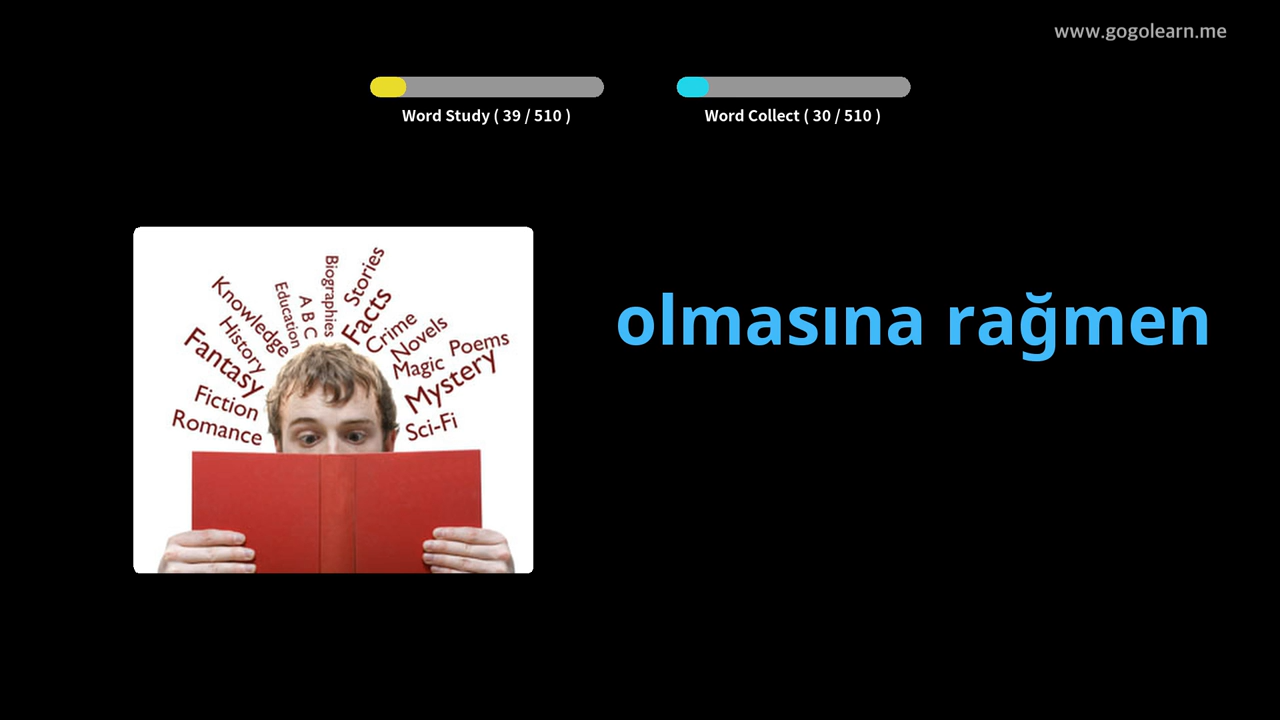 www.gogolearn.me
Word Study ( 39 / 510 )
Word Collect ( 30 / 510 )
olmasına rağmen
Knowledge
Education
A B C
Biographies
Stories
Facts
History
Crime
Novels
Fantasy
Magic
Poems
Mystery
Fiction
Romance
Sci-Fi